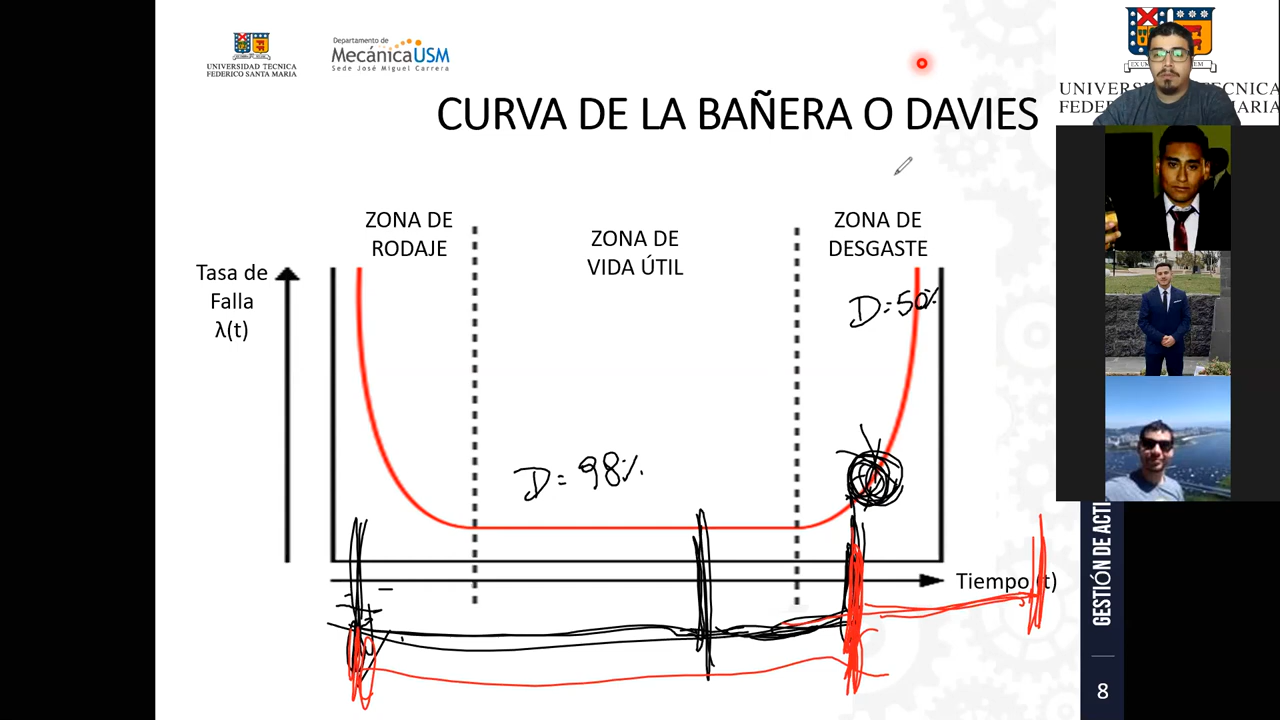 UNIVERSIDAD TECNICA
FEDERICO SANTA MARIA
Departamento de
MecánicaUSM
Sede José Miguel Carrera
CURVA DE LA BAÑERA O DAVIES
ZONA DE
RODAJE
ZONA DE
VIDA ÚTIL
ZONA DE
DESGASTE
Tasa de
Falla
λ(t)
D=50%
D=98%
Tiempo (t)
GESTIÓN DE ACTI
8